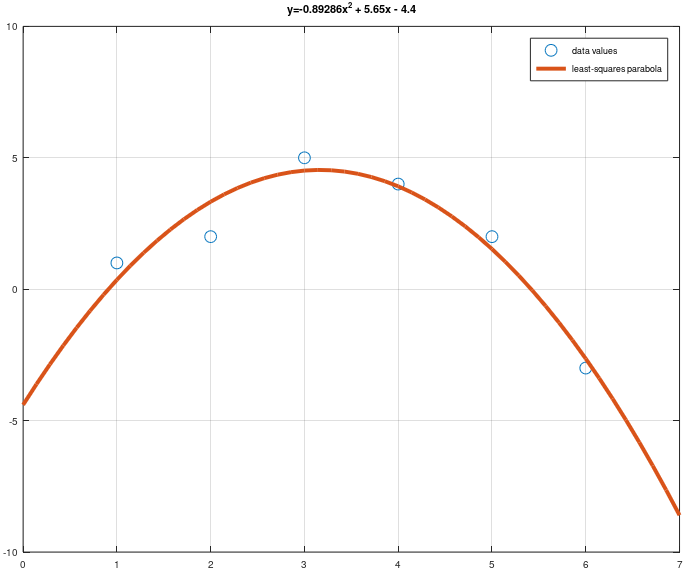 y=-0.89286x² + 5.65x - 4.4
data values
least-squares parabola
10
5
0
-5
-10
0 1 2 3 4 5 6 7